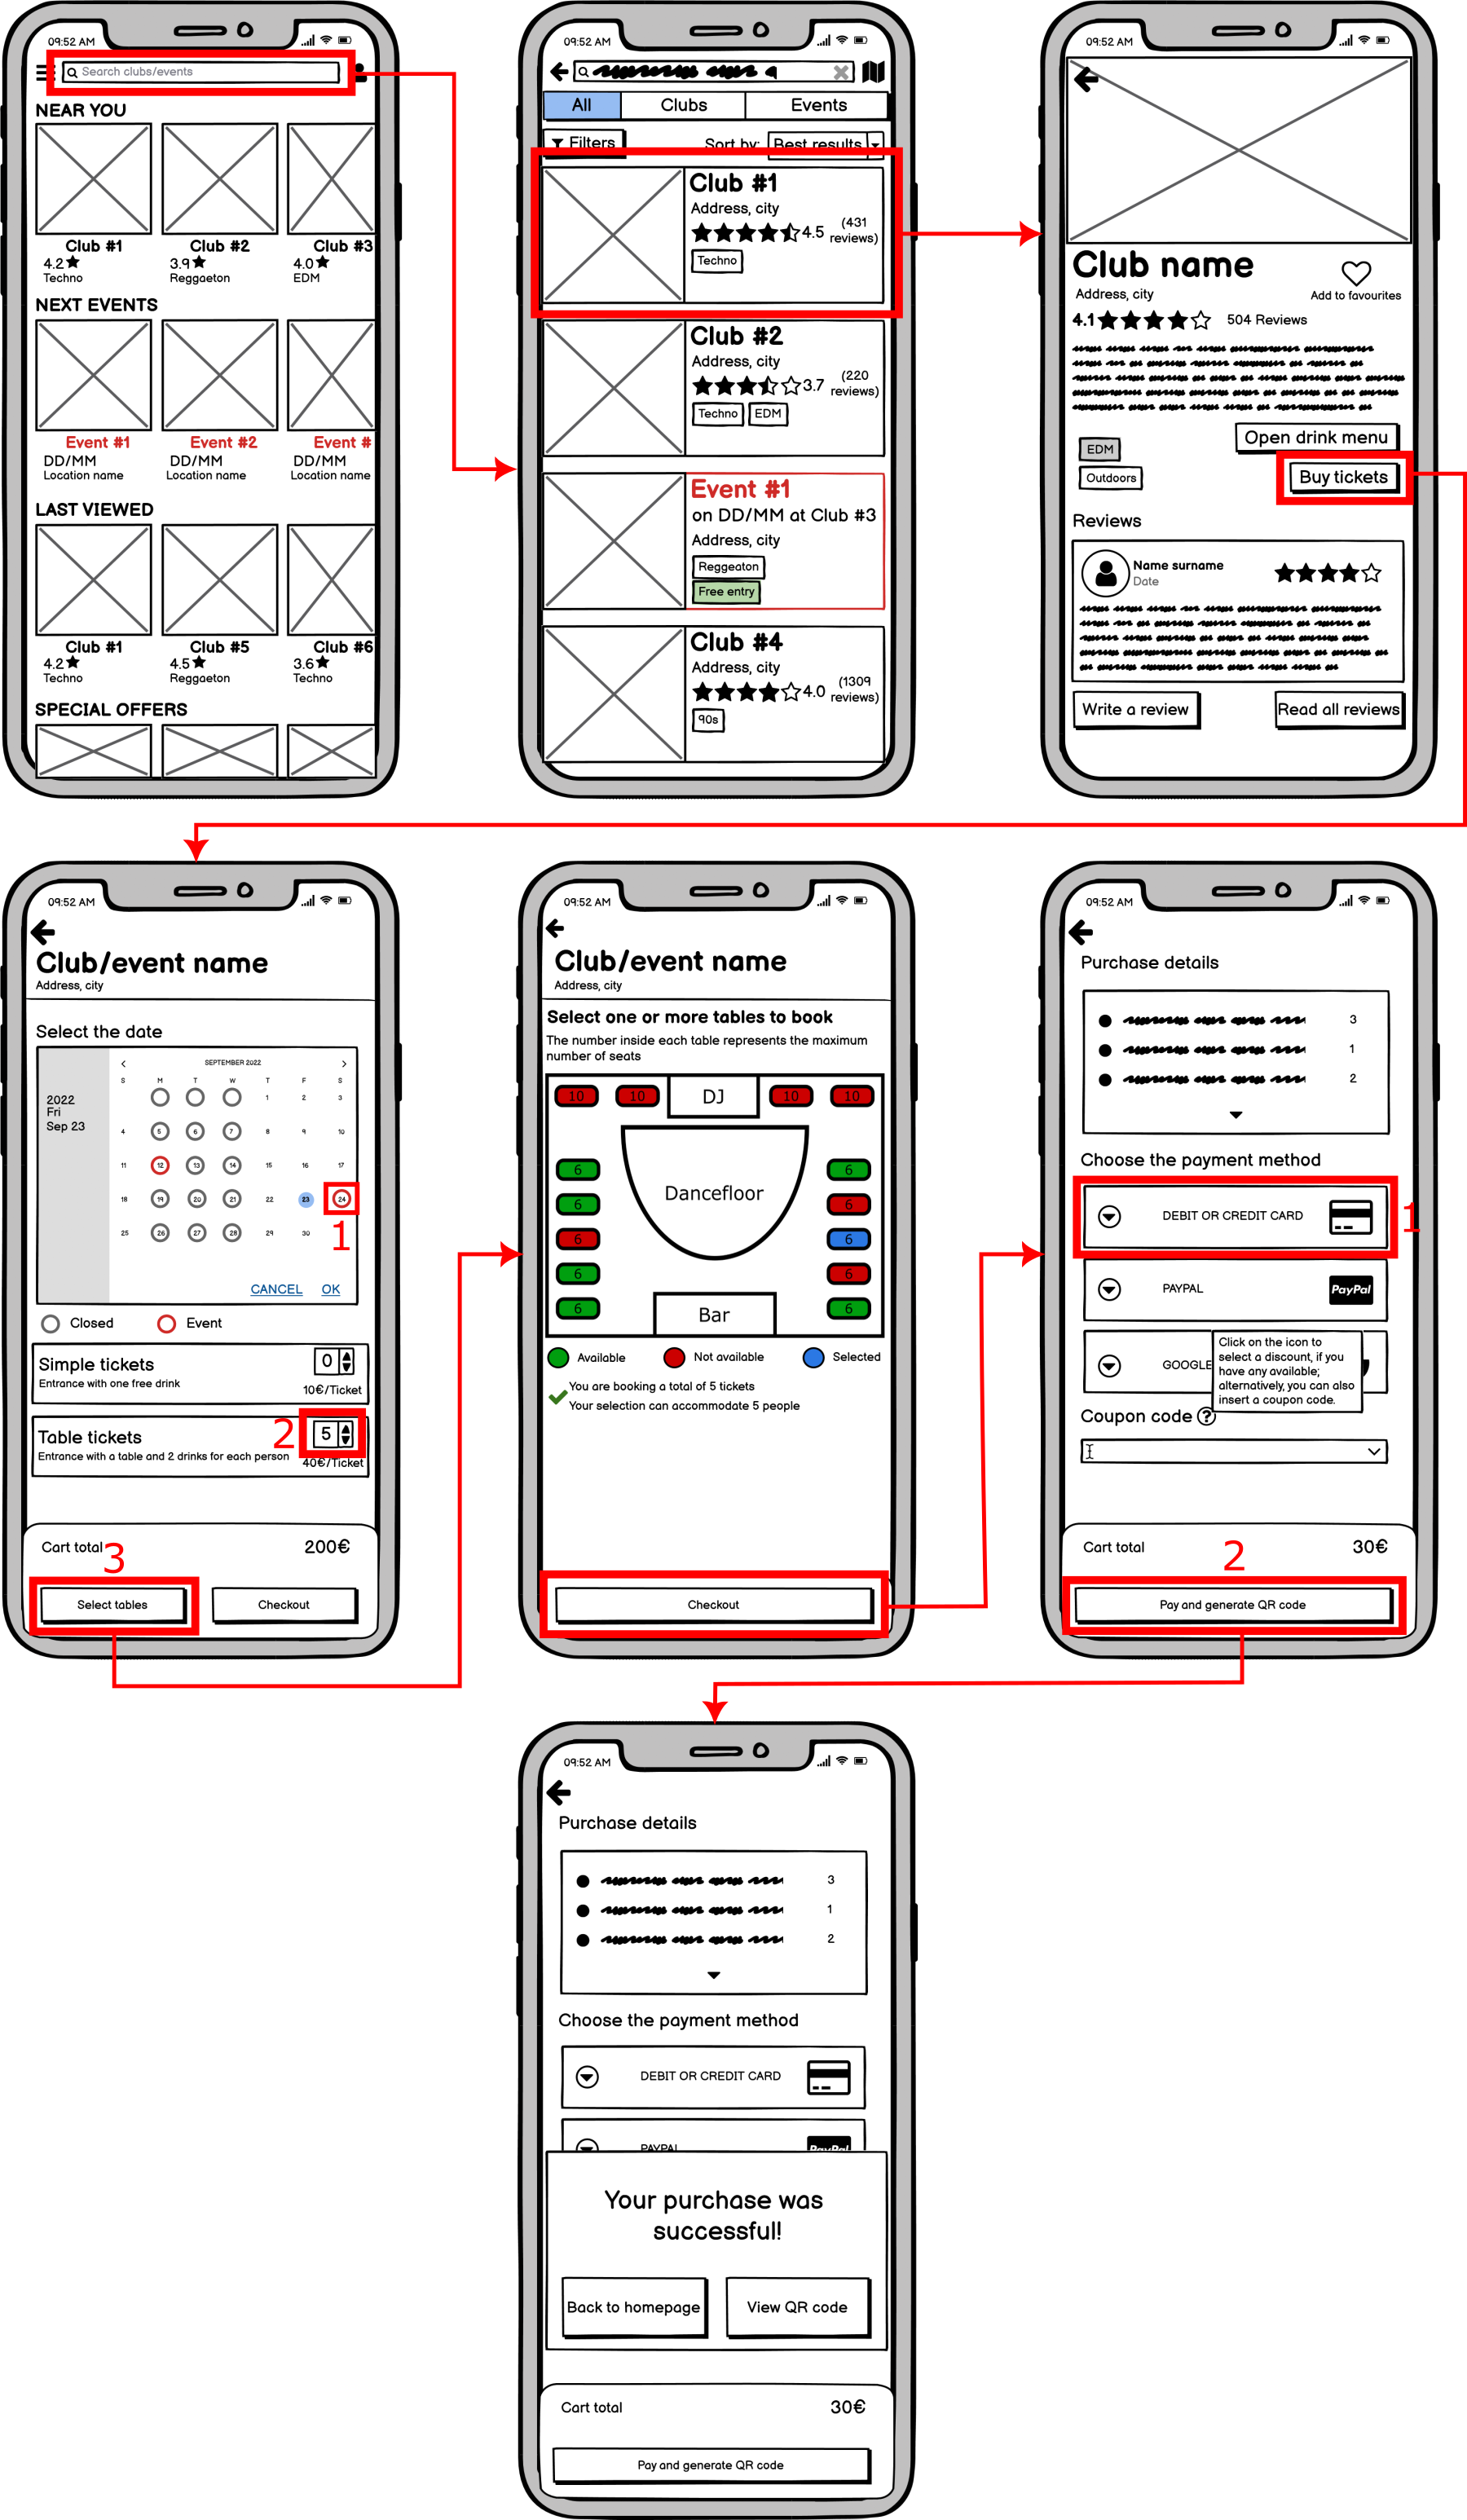 09:52 AM
Search clubs/events
NEAR YOU
Club #1
Club #2
Club #3
4.2
3.9
4.0
Techno
Reggaeton
EDM
NEXT EVENTS
Event #1
Event #2
Event #
DD/MM
DD/MM
DD/MM
Location name
Location name
Location name
LAST VIEWED
Club #1
Club #5
Club #6
4.2
4.5
3.6
Techno
Reggaeton
Techno
SPECIAL OFFERS
09:52 AM
All Clubs Events
Filters Sort by: Best results
Club #1
Address, city
4.5 (431 reviews)
Techno
Club #2
Address, city
3.7 (220 reviews)
Techno EDM
Event #1
on DD/MM at Club #3
Address, city
Reggeaton
Free entry
Club #4
Address, city
4.0 (1309 reviews)
90s
09:52 AM
Club name
Address, city
Add to favourites
4.1 504 Reviews
Open drink menu
EDM
Buy tickets
Outdoors
Reviews
Name surname
Date
Write a review Read all reviews
09:52 AM
Club/event name
Address, city
Select the date
SEPTEMBER 2022
S M T W T F S
2022
Fri
Sep 23
1 2 3
4 5 6 7 8 9 10
11 12 13 14 15 16 17
18 19 20 21 22 23 24
1
25 26 27 28 29 30
CANCEL OK
Closed Event
Simple tickets 0
Entrance with one free drink
10€/Ticket
Table tickets 2 5
Entrance with a table and 2 drinks for each person
40€/Ticket
Cart total 200€
3
Select tables Checkout
09:52 AM
Club/event name
Address, city
Select one or more tables to book
The number inside each table represents the maximum
number of seats
10 10 DJ 10 10
6 6
Dancefloor
6 6
6 6
6 6
6 Bar 6
Available Not available Selected
You are booking a total of 5 tickets
Your selection can accommodate 5 people
Checkout
09:52 AM
Purchase details
3
1
2
Choose the payment method
DEBIT OR CREDIT CARD 1
PAYPAL PayPal
GOOGLE
Click on the icon to
select a discount, if you
have any available;
alternatively, you can also
insert a coupon code.
Coupon code ?
Cart total 2 30€
Pay and generate QR code
09:52 AM
Purchase details
3
1
2
Choose the payment method
DEBIT OR CREDIT CARD
PAYPAL PayPal
Your purchase was
successful!
Back to homepage View QR code
Cart total 30€
Pay and generate QR code